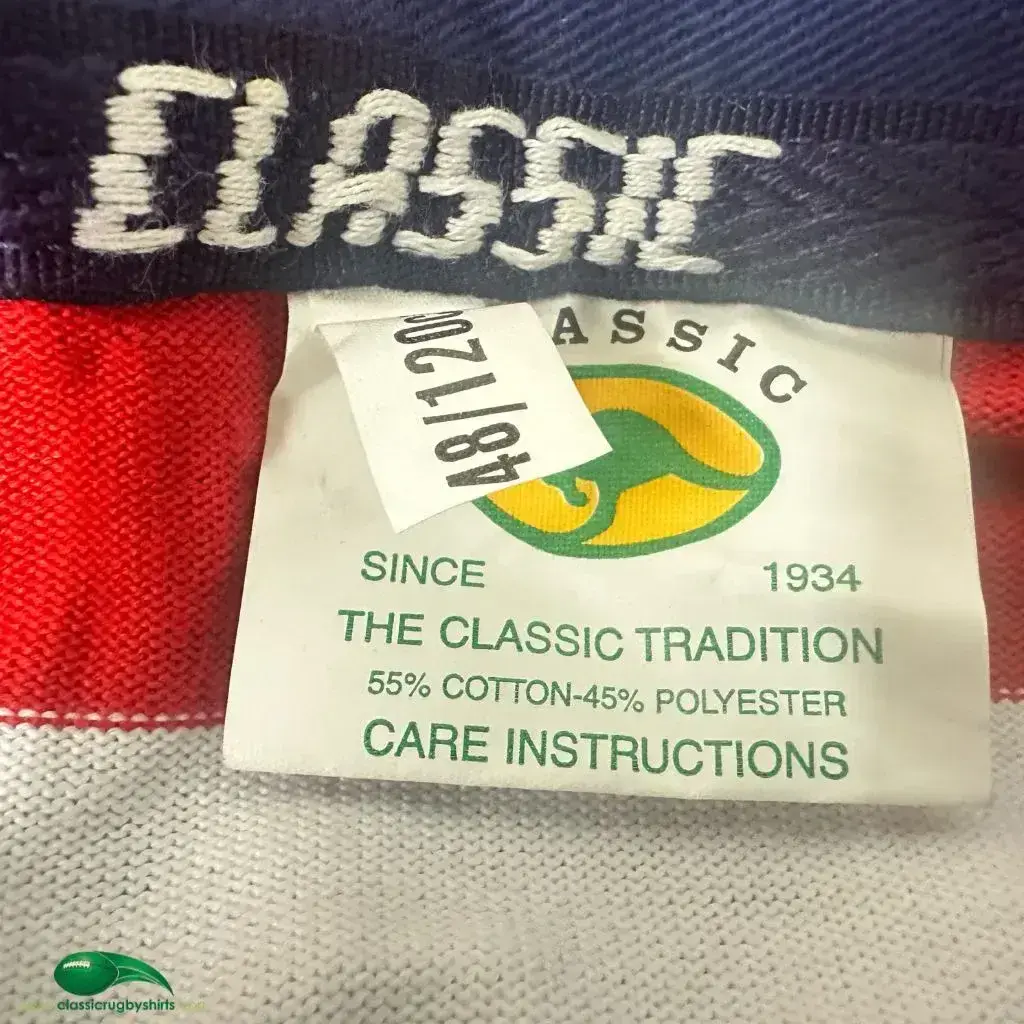 CLASSIC
ASSIC
48/120
SINCE 1934
THE CLASSIC TRADITION
55% COTTON-45% POLYESTER
CARE INSTRUCTIONS
classicrugbyshirts